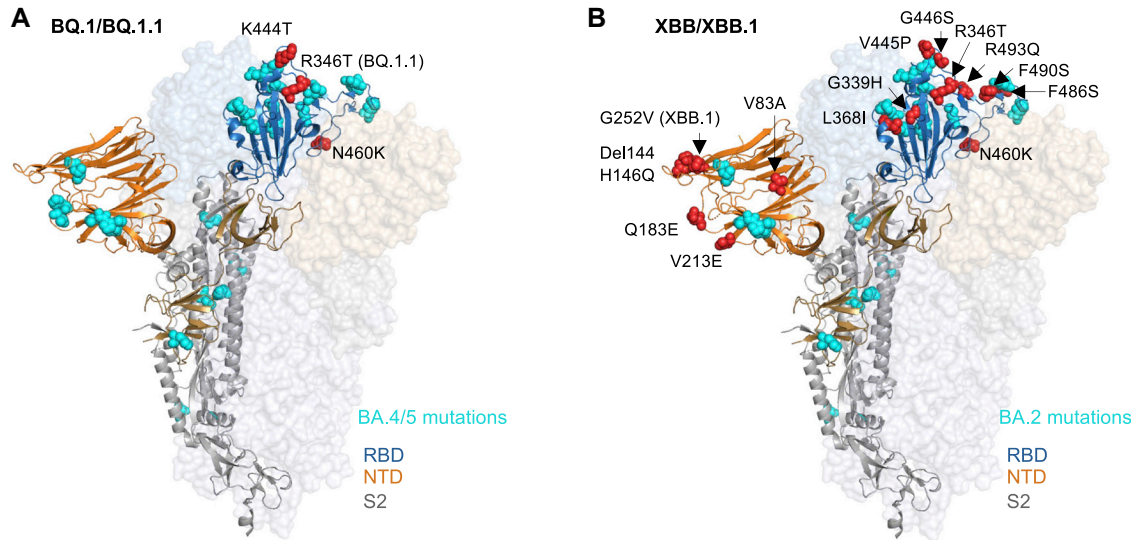 A
BQ.1/BQ.1.1
K444T
R346T (BQ.1.1)
N460K
BA.4/5 mutations
RBD
NTD
S2
B
XBB/XBB.1
G446S
V445P
R346T
R493Q
G339H
F490S
V83A
F486S
G252V (XBB.1)
L368I
Del144
N460K
H146Q
Q183E
V213E
BA.2 mutations
RBD
NTD
S2